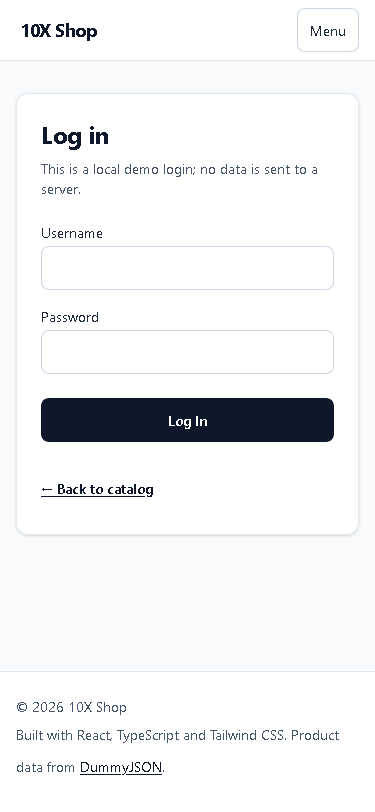 10X Shop
Menu
Log in
This is a local demo login; no data is sent to a
server.
Username
Password
Log In
← Back to catalog
© 2026 10X Shop
Built with React, TypeScript and Tailwind CSS. Product
data from DummyJSON.